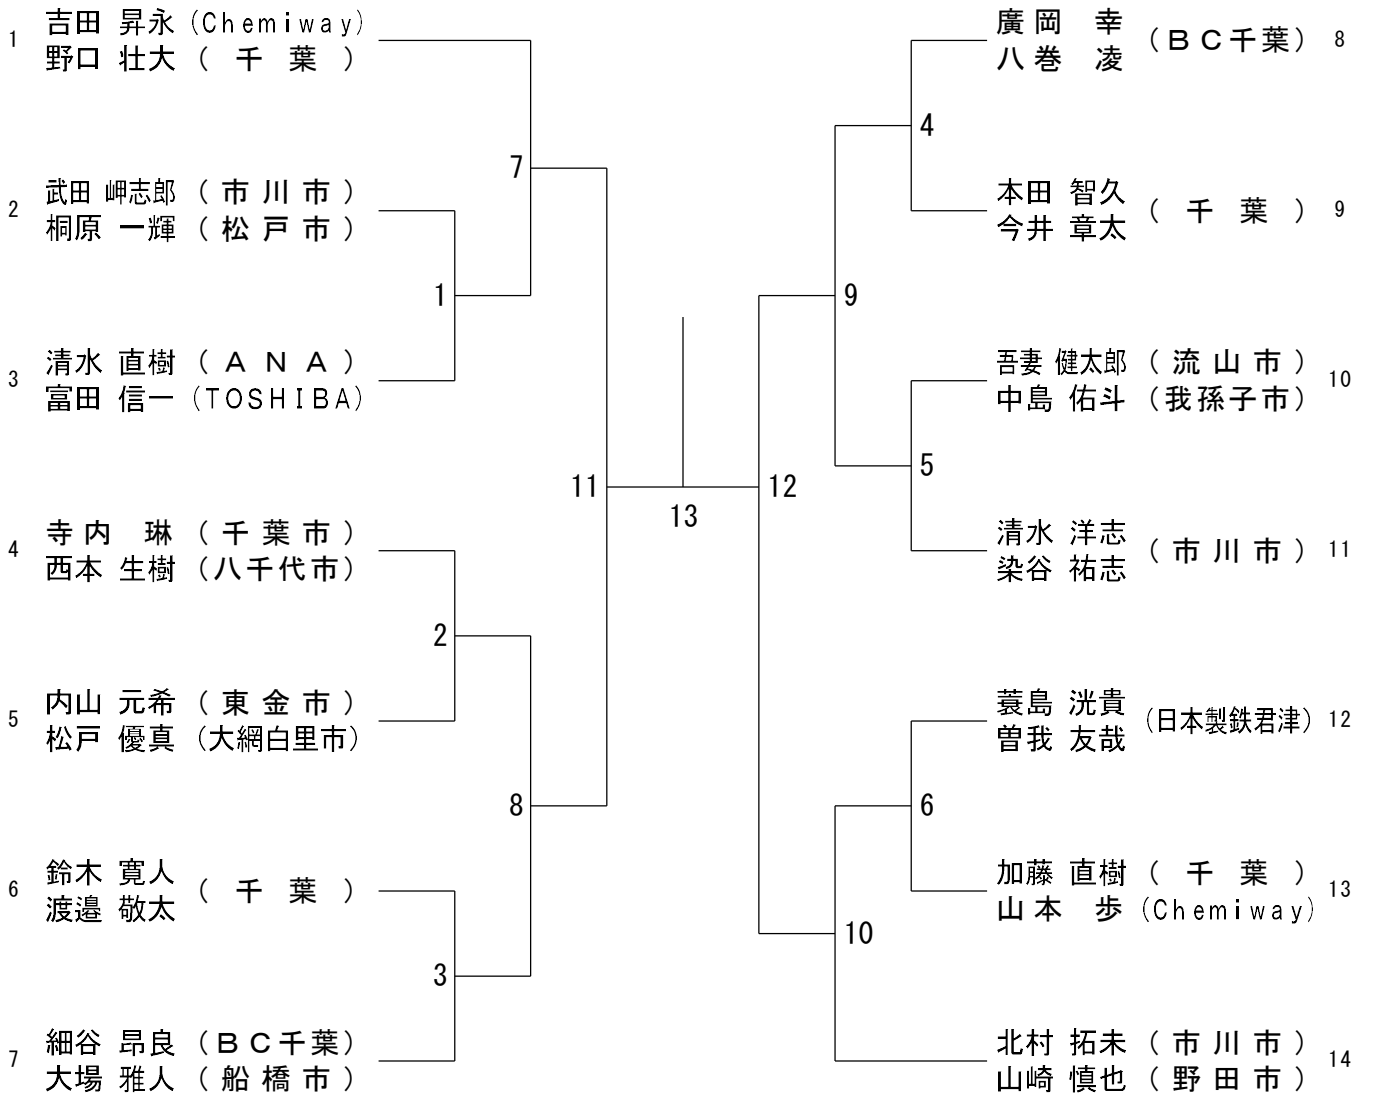 1 吉田 昇永 (Chemiway)
野口 壮大 ( 千 葉 )
2 武田 岬志郎 ( 市 川 市 )
桐原 一輝 ( 松 戸 市 )
3 清水 直樹 ( A N A )
富田 信一 (TOSHIBA)
4 寺内 琳 ( 千 葉 市 )
西本 生樹 (八千代市)
5 内山 元希 ( 東 金 市 )
松戸 優真 (大網白里市)
6 鈴木 寛人 ( 千 葉 )
渡邉 敬太
7 細谷 昂良 (BC千葉)
大場 雅人 ( 船 橋 市 )
7
1
2
8
3
11
13
12
4
9
5
6
10
廣岡 幸 (BC千葉) 8
八巻 凌
本田 智久 ( 千 葉 ) 9
今井 章太
吾妻 健太郎 ( 流 山 市 ) 10
中島 佑斗 (我孫子市)
清水 洋志 ( 市 川 市 ) 11
染谷 祐志
蓑島 洸貴 (日本製鉄君津) 12
曽我 友哉
加藤 直樹 ( 千 葉 ) 13
山本 歩 (Chemiway)
北村 拓未 ( 市 川 市 ) 14
山崎 慎也 ( 野 田 市 )